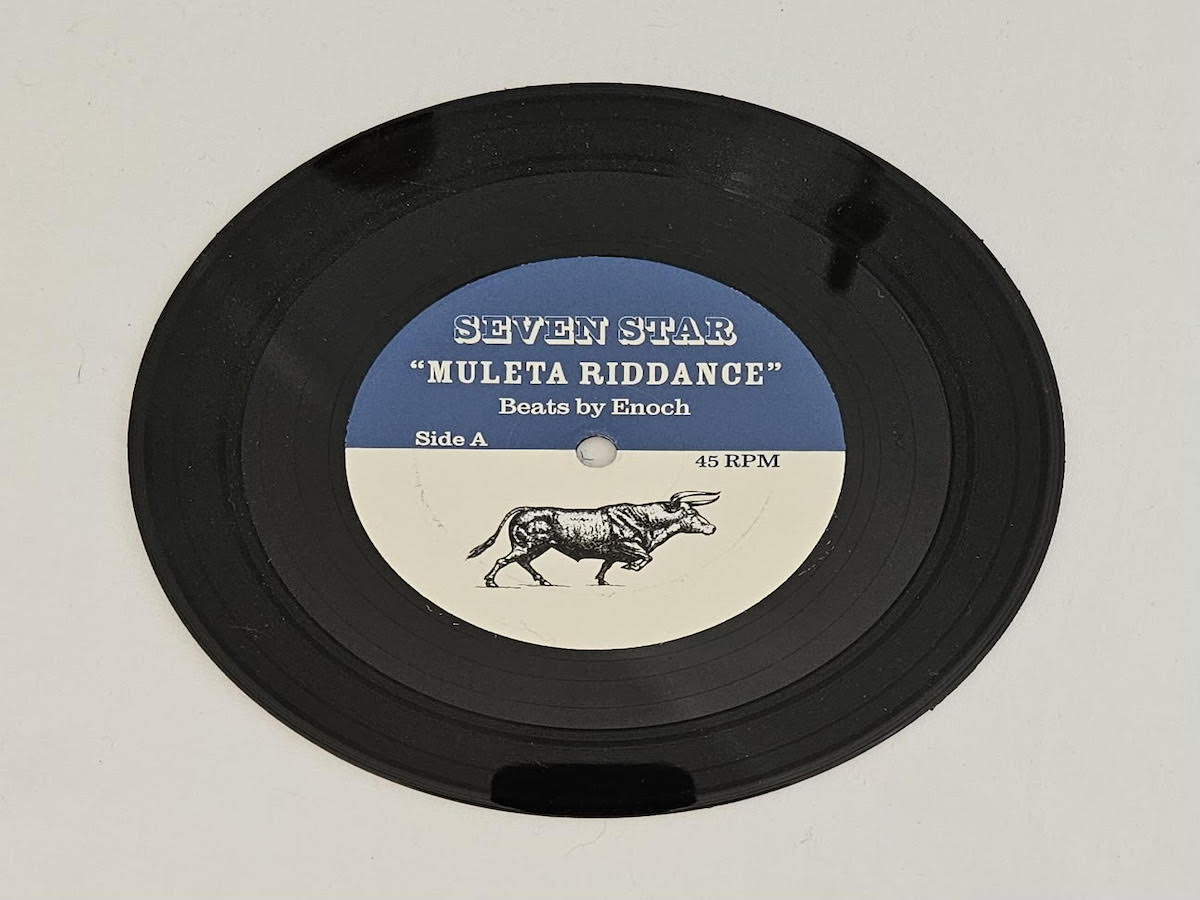 SEVEN STAR
“MULETA RIDDANCE”
Beats by Enoch
Side A
45 RPM